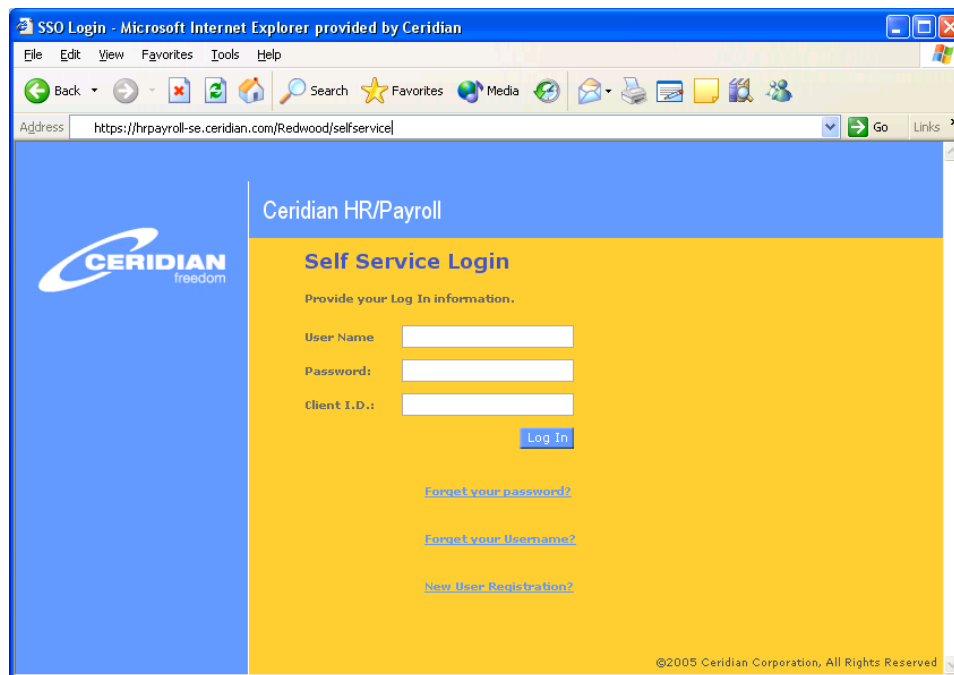 SSO Login - Microsoft Internet Explorer provided by Ceridian
File Edit View Favorites Tools Help
Back Search Favorites Media
Address https://hrpayroll-se.ceridian.com/Redwood/selfservice Go Links
Ceridian HR/Payroll
CERIDIAN
freedom
Self Service Login
Provide your Log In information.
User Name
Password:
Client I.D.:
Log In
Forget your password?
Forget your Username?
New User Registration?
©2005 Ceridian Corporation, All Rights Reserved